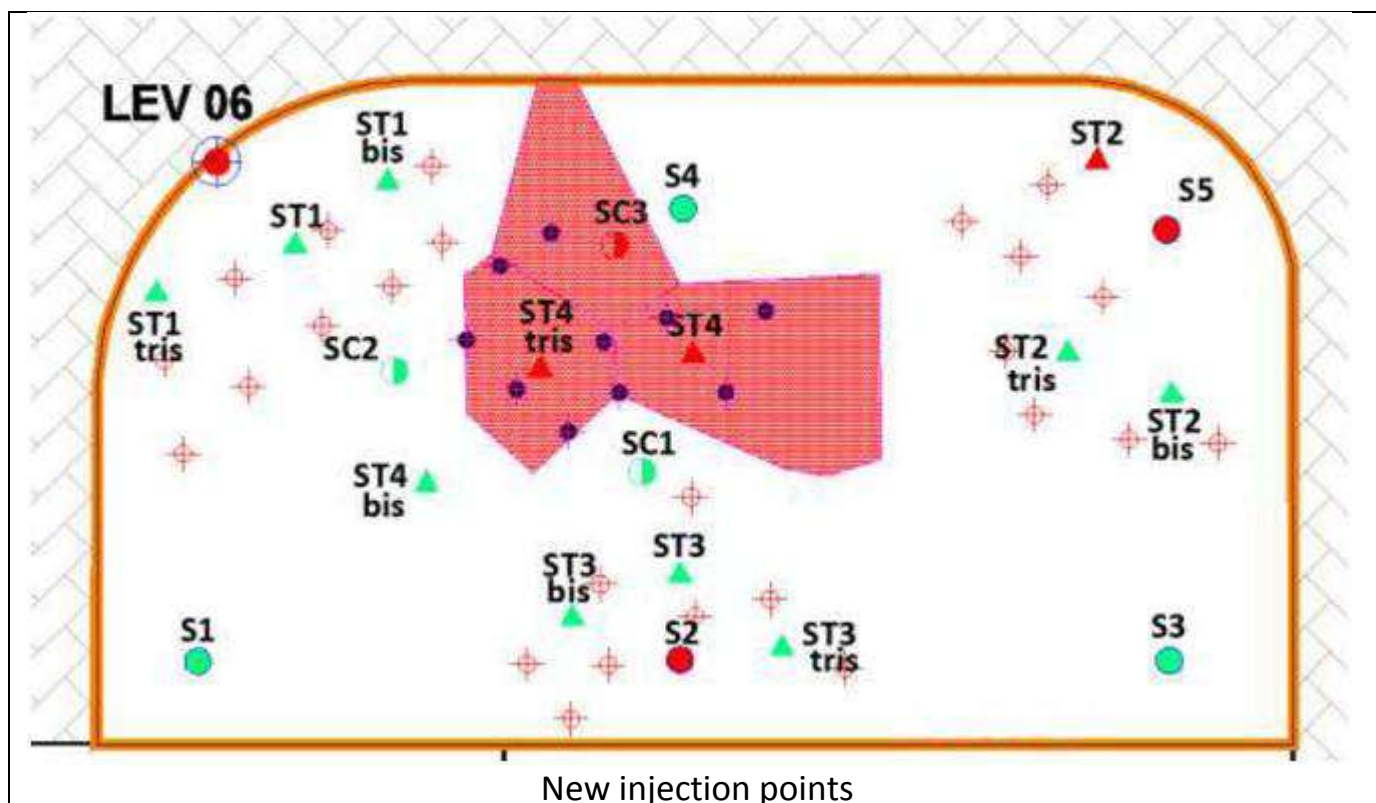 LEV 06
ST1
bis
ST2
S4
S5
ST1
SC3
ST1
tris
ST4
tris
ST4
SC2
ST2
tris
ST2
bis
SC1
ST4
bis
ST3
ST3
bis
S1
S2
ST3
tris
S3
New injection points